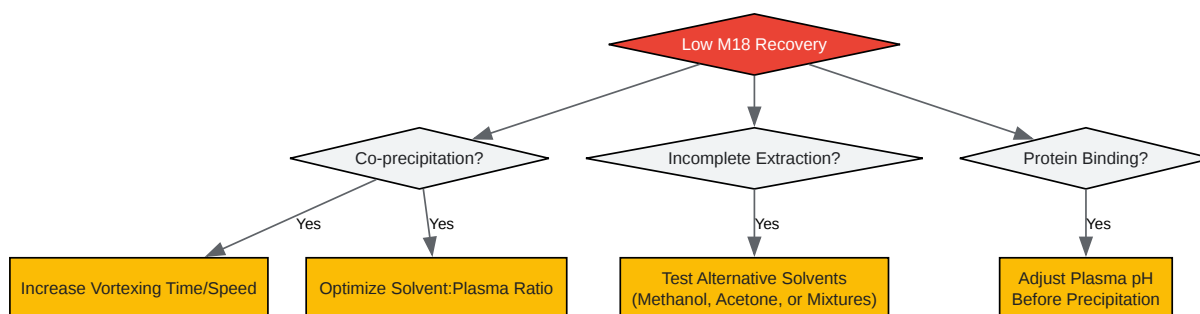 Low M18 Recovery
Co-precipitation?
Incomplete Extraction?
Protein Binding?
Yes
Yes
Yes
Yes
Increase Vortexing Time/Speed
Optimize Solvent:Plasma Ratio
Test Alternative Solvents
(Methanol, Acetone, or Mixtures)
Adjust Plasma pH
Before Precipitation